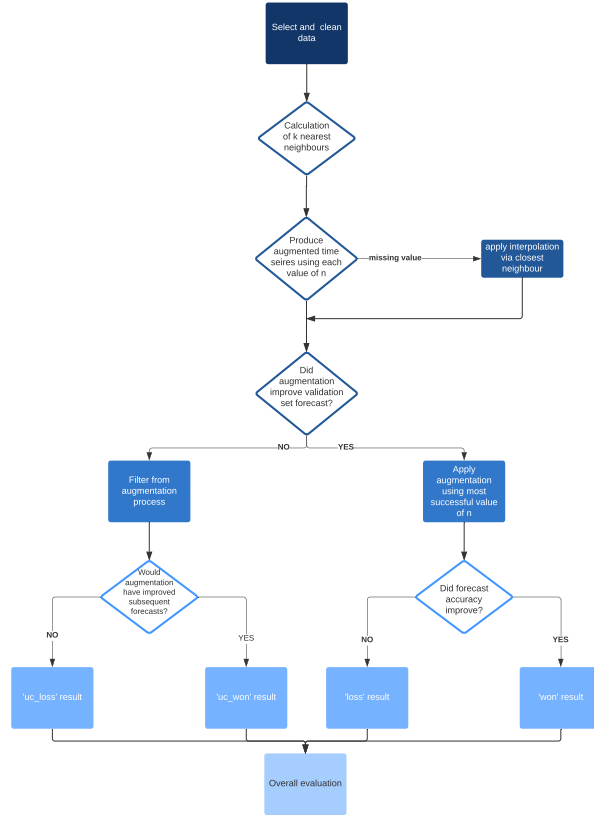 Select and clean
data
Calculation
of k nearest
neighbours
Produce
augmented time
seires using each
value of n
missing value
apply interpolation
via closest
neighbour
Did
augmentation
improve validation
set forecast?
NO
YES
Filter from
augmentation
process
Apply
augmentation
using most
successful value
of n
Would
augmentation
have improved
subsequent
forecasts?
Did forecast
accuracy
improve?
NO
YES
NO
YES
'uc_loss' result
'uc_won' result
'loss' result
'won' result
Overall evaluation